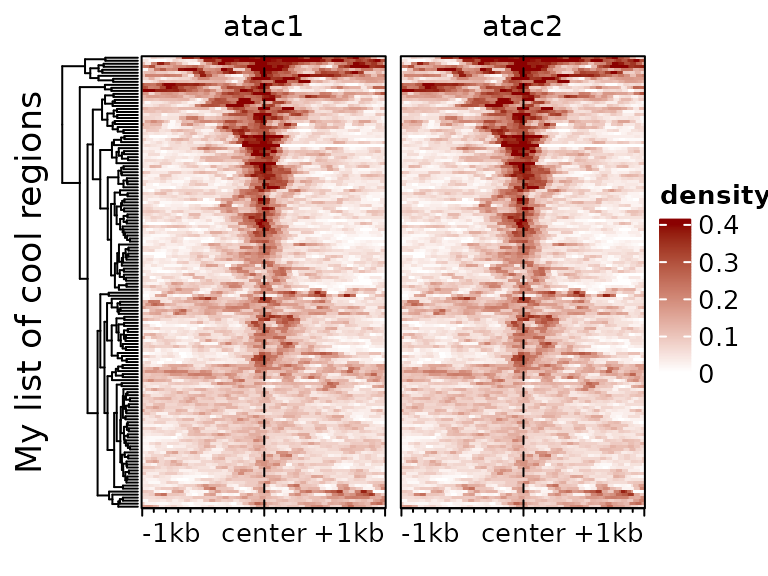 atac1
atac2
My list of cool regions
density
0.4
0.3
0.2
0.1
0
-1kb center +1kb
-1kb center +1kb